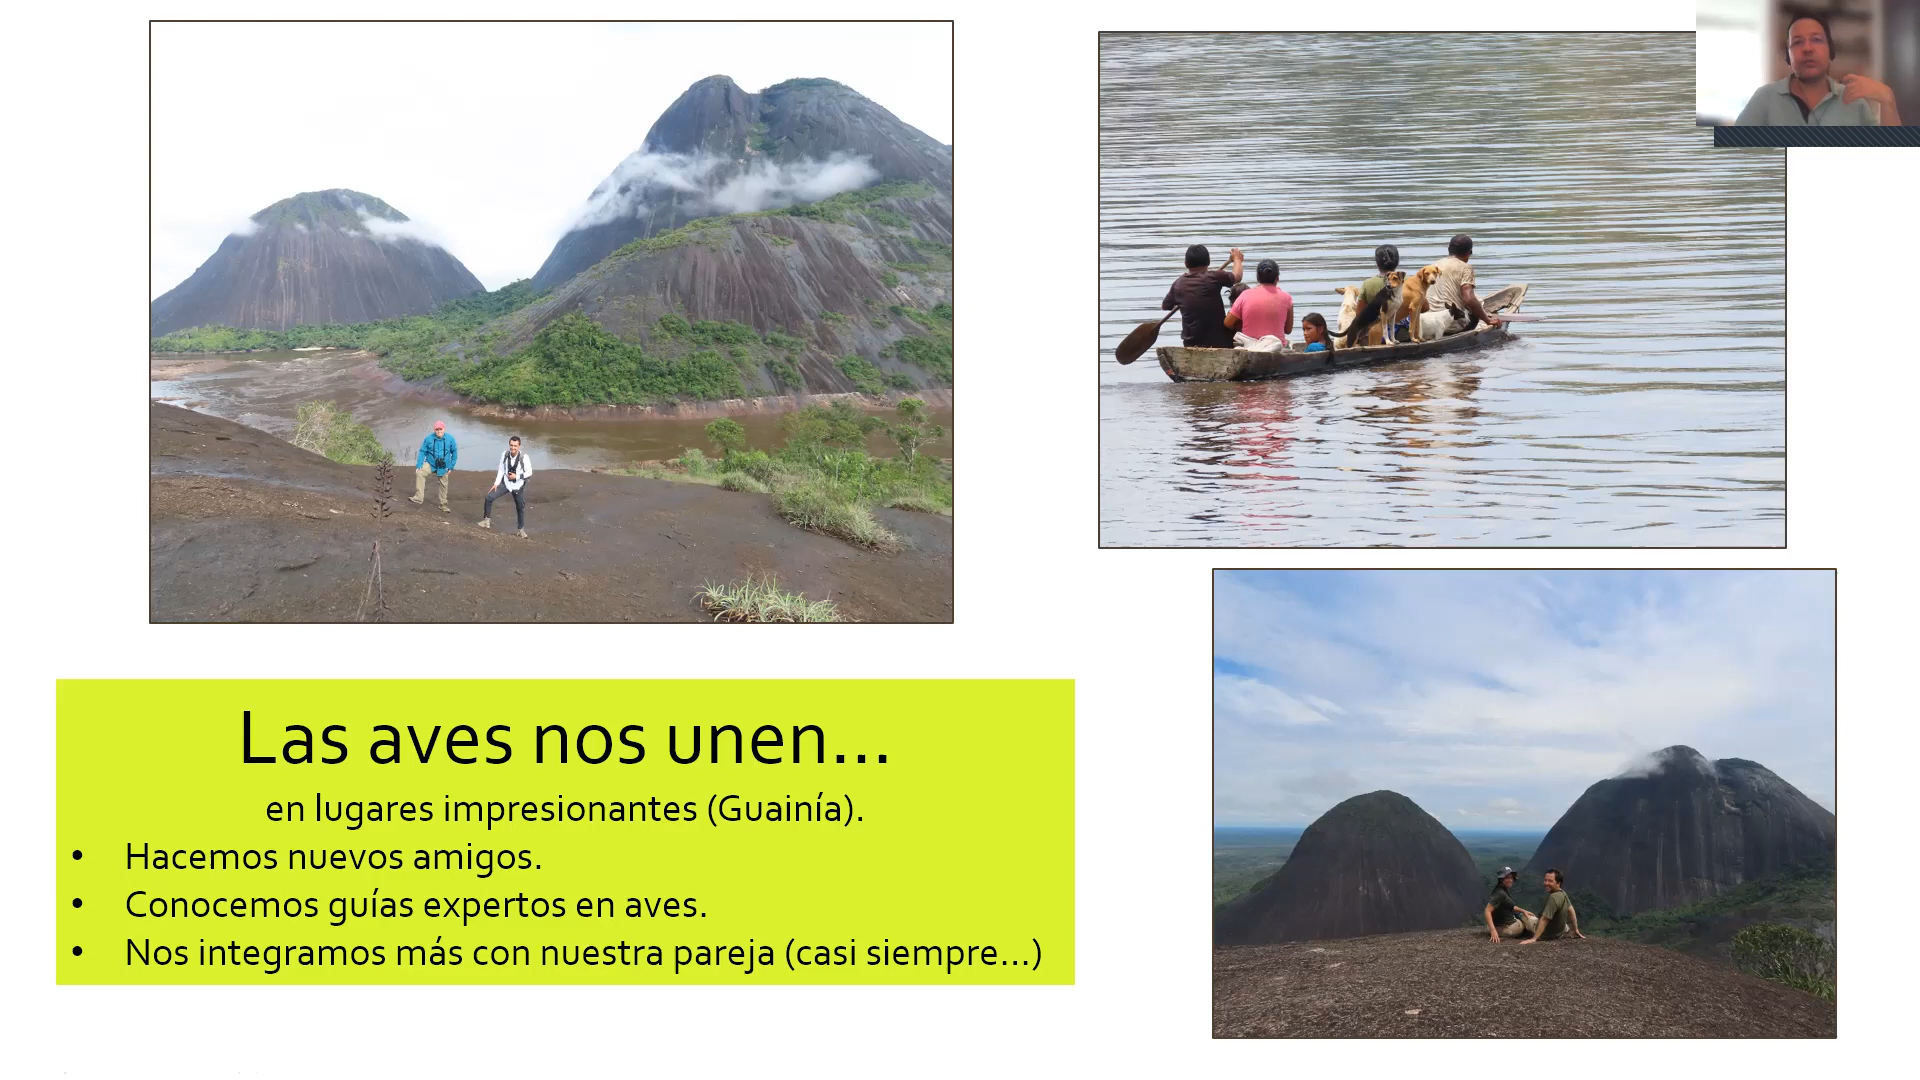 Las aves nos unen...
en lugares impresionantes (Guainía).
• Hacemos nuevos amigos.
• Conocemos guías expertos en aves.
• Nos integramos más con nuestra pareja (casi siempre...)